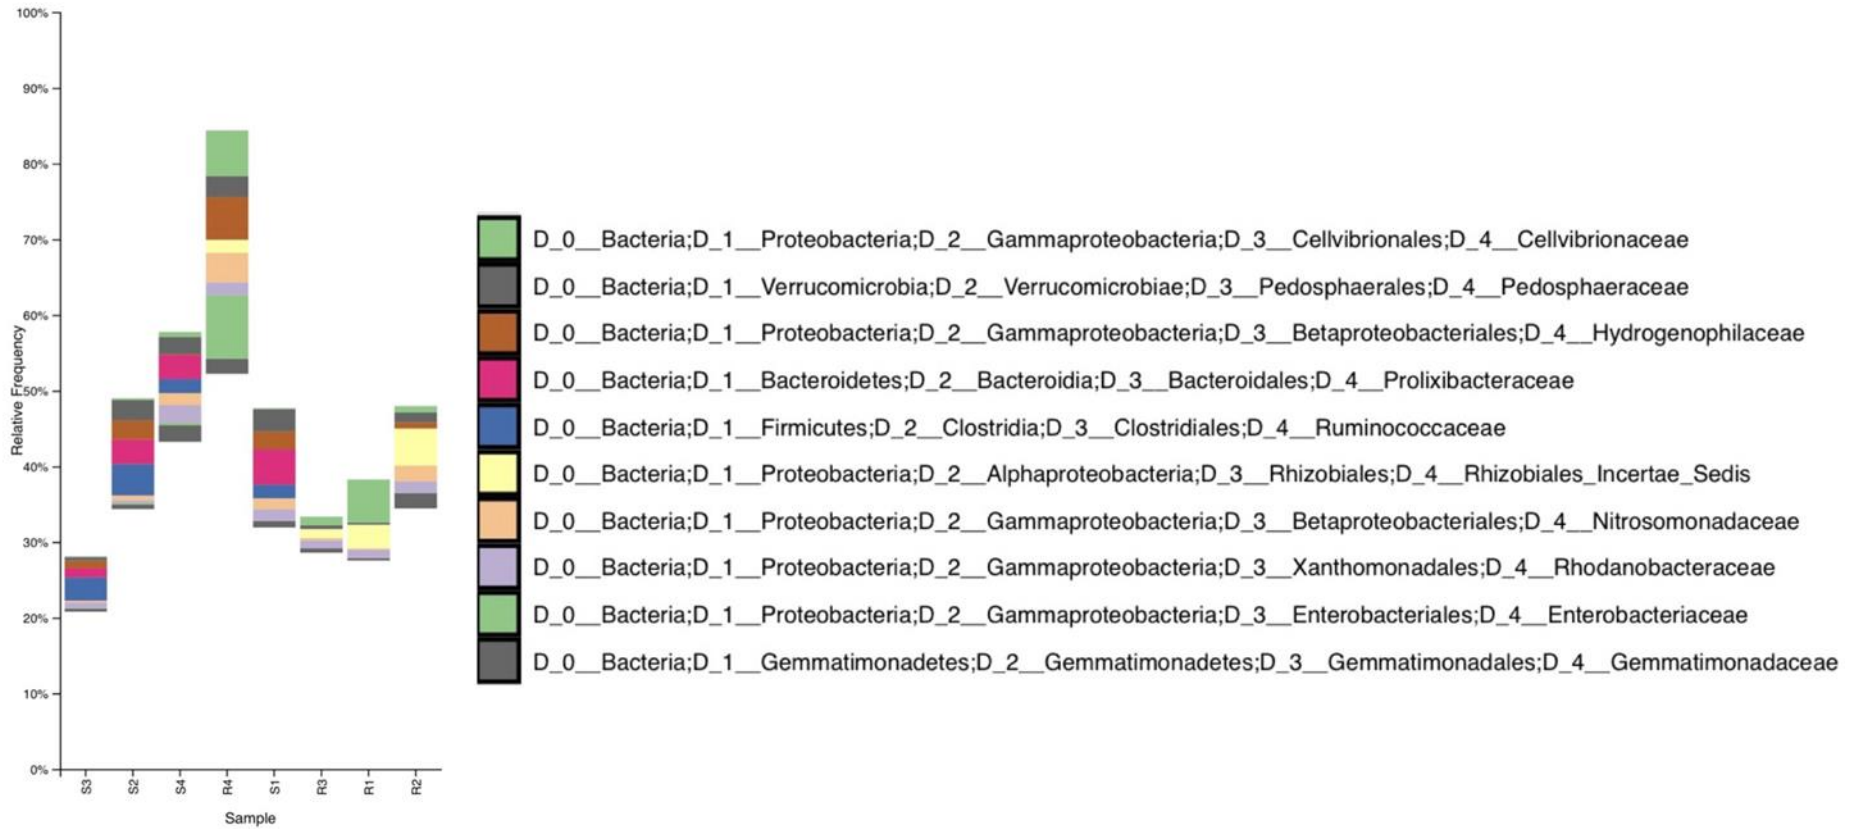 100%
90%
80%
70%
60%
50%
40%
30%
20%
10%
0%
Relative Frequency
S3
S2
S4
R4
S1
R3
R1
R2
Sample
D_0__Bacteria;D_1__Proteobacteria;D_2__Gammaproteobacteria;D_3__Cellvibrionales;D_4__Cellvibrionaceae
D_0__Bacteria;D_1__Verrucomicrobia;D_2__Verrucomicrobiae;D_3__Pedosphaerales;D_4__Pedosphaeraceae
D_0__Bacteria;D_1__Proteobacteria;D_2__Gammaproteobacteria;D_3__Betaproteobacteriales;D_4__Hydrogenophilaceae
D_0__Bacteria;D_1__Bacteroidetes;D_2__Bacteroidia;D_3__Bacteroidales;D_4__Prolixibacteraceae
D_0__Bacteria;D_1__Firmicutes;D_2__Clostridia;D_3__Clostridiales;D_4__Ruminococcaceae
D_0__Bacteria;D_1__Proteobacteria;D_2__Alphaproteobacteria;D_3__Rhizobiales;D_4__Rhizobiales_Incertae_Sedis
D_0__Bacteria;D_1__Proteobacteria;D_2__Gammaproteobacteria;D_3__Betaproteobacteriales;D_4__Nitrosomonadaceae
D_0__Bacteria;D_1__Proteobacteria;D_2__Gammaproteobacteria;D_3__Xanthomonadales;D_4__Rhodanobacteraceae
D_0__Bacteria;D_1__Proteobacteria;D_2__Gammaproteobacteria;D_3__Enterobacteriales;D_4__Enterobacteriaceae
D_0__Bacteria;D_1__Gemmatimonadetes;D_2__Gemmatimonadetes;D_3__Gemmatimonadales;D_4__Gemmatimonadaceae